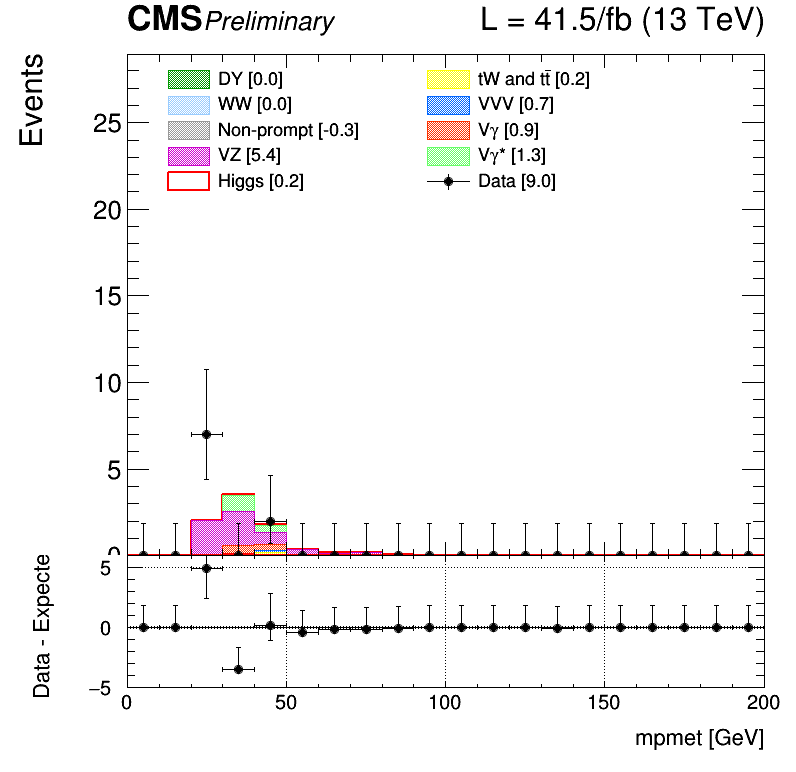 CMS Preliminary L = 41.5/fb (13 TeV)
Events
DY [0.0]
WW [0.0]
Non-prompt [-0.3]
VZ [5.4]
Higgs [0.2]
tW and tt̄ [0.2]
VVV [0.7]
Vγ [0.9]
Vγ* [1.3]
Data [9.0]
25
20
15
10
5
0
Data - Expecte
5
0
−5
0 50 100 150 200
mpmet [GeV]